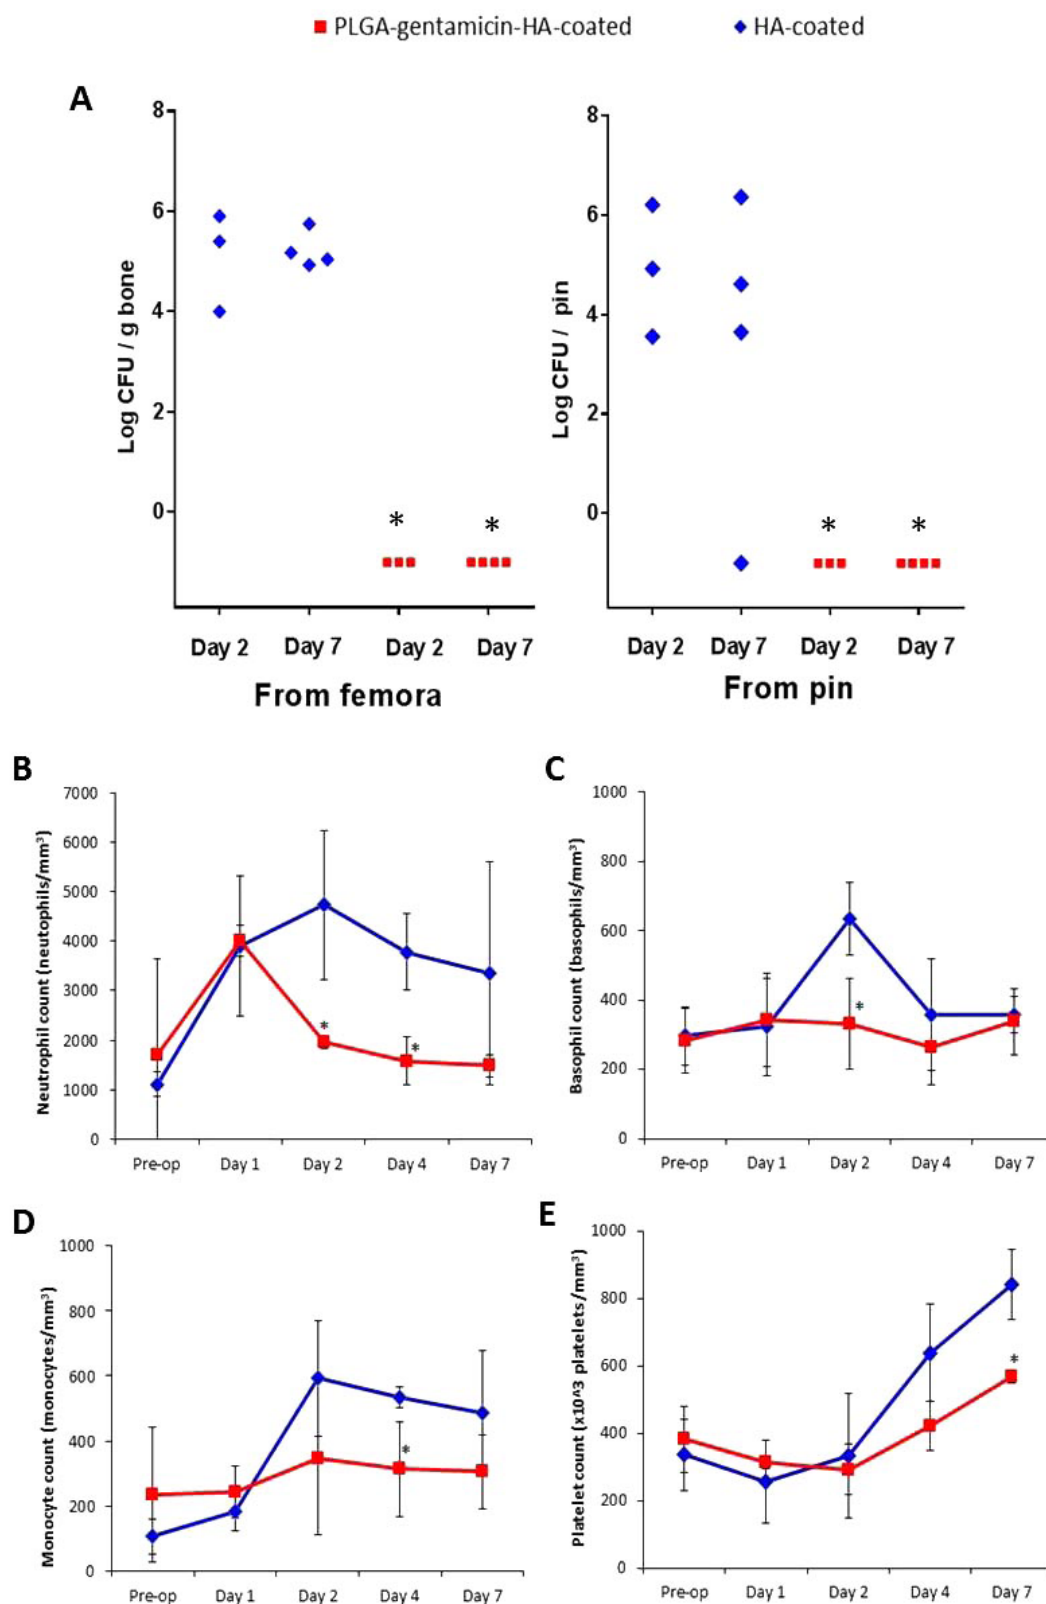 PLGA-gentamicin-HA-coated HA-coated
A
8
6
4
2
0
Log CFU / g bone
* *
Day 2 Day 7 Day 2 Day 7
From femora
8
6
4
2
0
Log CFU / pin
* *
Day 2 Day 7 Day 2 Day 7
From pin
B
7000
6000
5000
4000
3000
2000
1000
0
Neutrophil count (neutophils/mm³)
*
*
Pre-op Day 1 Day 2 Day 4 Day 7
C
1000
800
600
400
200
0
Basophil count (basophils/mm³)
*
Pre-op Day 1 Day 2 Day 4 Day 7
D
1000
800
600
400
200
0
Monocyte count (monocytes/mm³)
*
Pre-op Day 1 Day 2 Day 4 Day 7
E
1000
800
600
400
200
0
Platelet count (x10^3 platelets/mm³)
*
Pre-op Day 1 Day 2 Day 4 Day 7